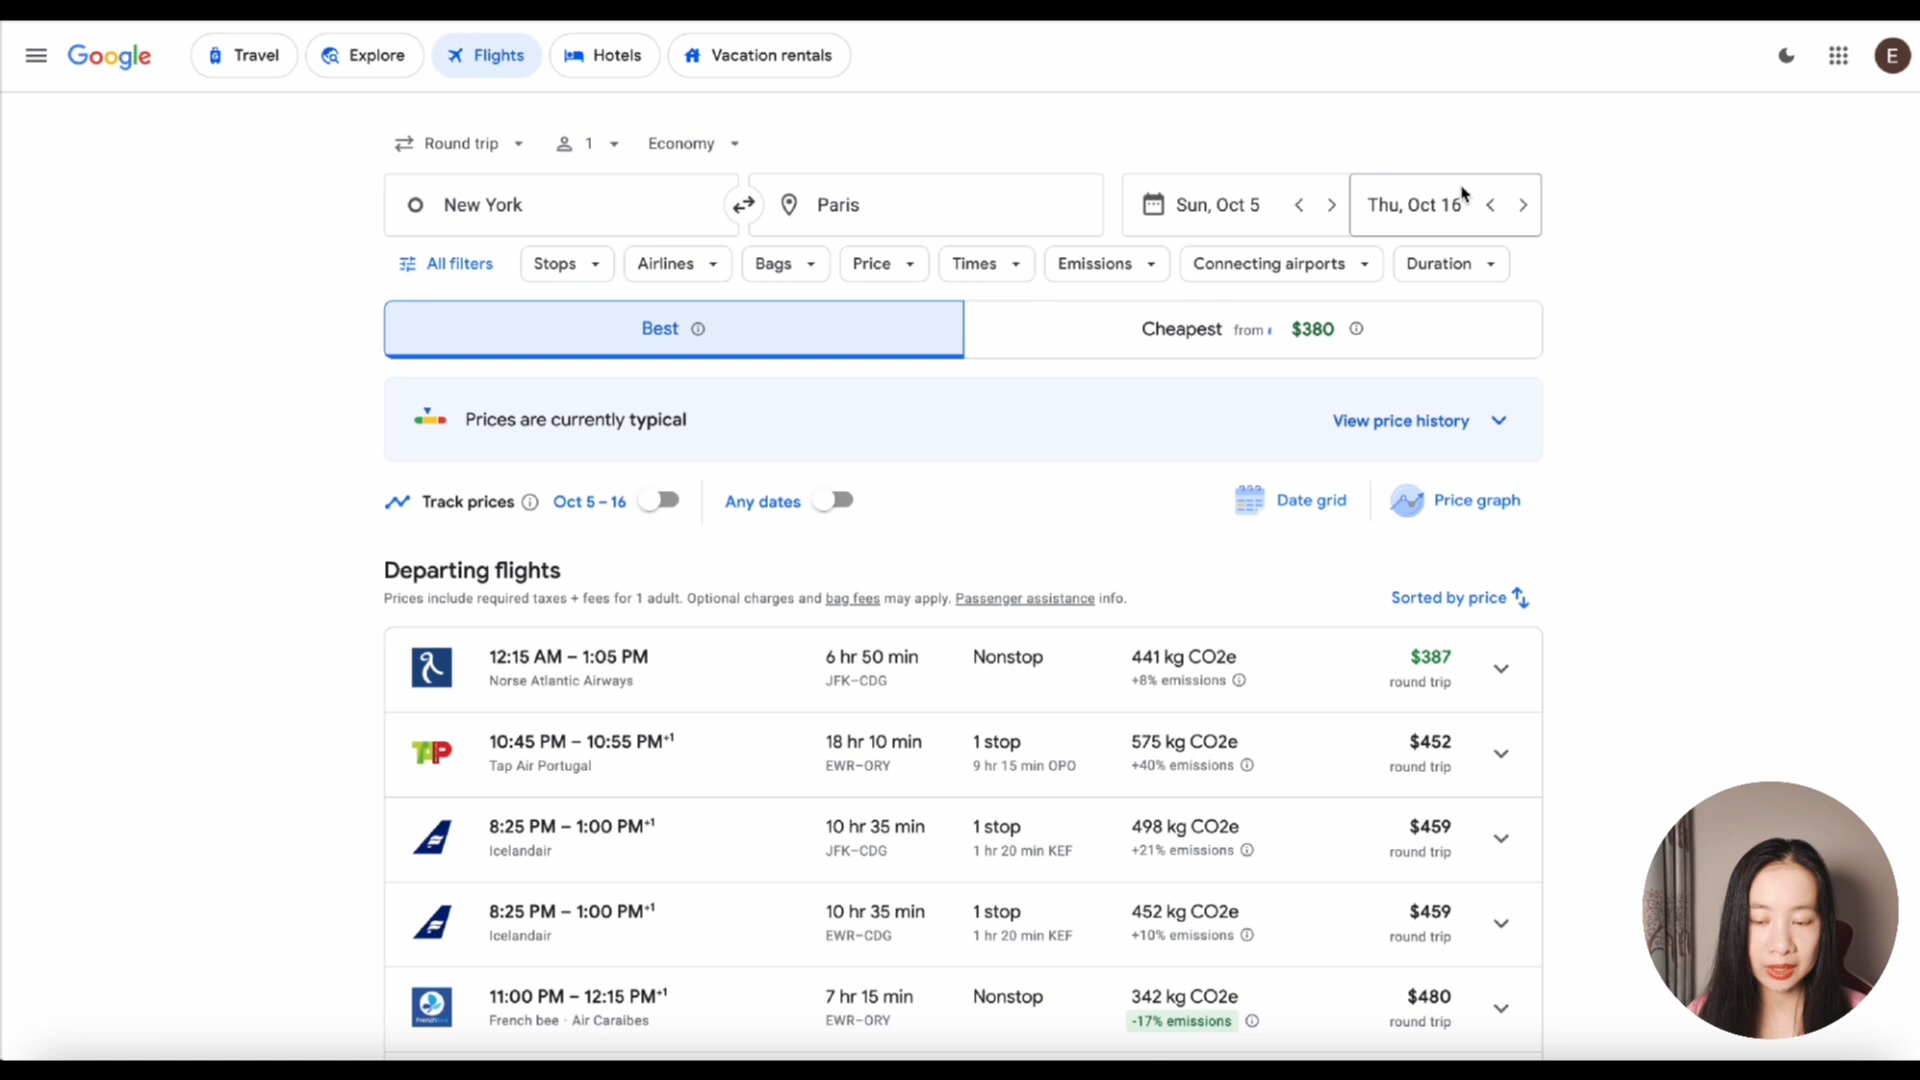 Google Travel Explore Flights Hotels Vacation rentals E
Round trip 1 Economy
New York Paris Sun, Oct 5 Thu, Oct 16
All filters Stops Airlines Bags Price Times Emissions Connecting airports Duration
Best Cheapest from $380
Prices are currently typical View price history
Track prices Oct 5 – 16 Any dates Date grid Price graph
Departing flights
Prices include required taxes + fees for 1 adult. Optional charges and bag fees may apply. Passenger assistance info. Sorted by price
12:15 AM – 1:05 PM 6 hr 50 min Nonstop 441 kg CO2e $387
Norse Atlantic Airways JFK–CDG +8% emissions round trip
TAP 10:45 PM – 10:55 PM+1 18 hr 10 min 1 stop 575 kg CO2e $452
Tap Air Portugal EWR–ORY 9 hr 15 min OPO +40% emissions round trip
8:25 PM – 1:00 PM+1 10 hr 35 min 1 stop 498 kg CO2e $459
Icelandair JFK–CDG 1 hr 20 min KEF +21% emissions round trip
8:25 PM – 1:00 PM+1 10 hr 35 min 1 stop 452 kg CO2e $459
Icelandair EWR–CDG 1 hr 20 min KEF +10% emissions round trip
11:00 PM – 12:15 PM+1 7 hr 15 min Nonstop 342 kg CO2e $480
French bee · Air Caraibes EWR–ORY -17% emissions round trip